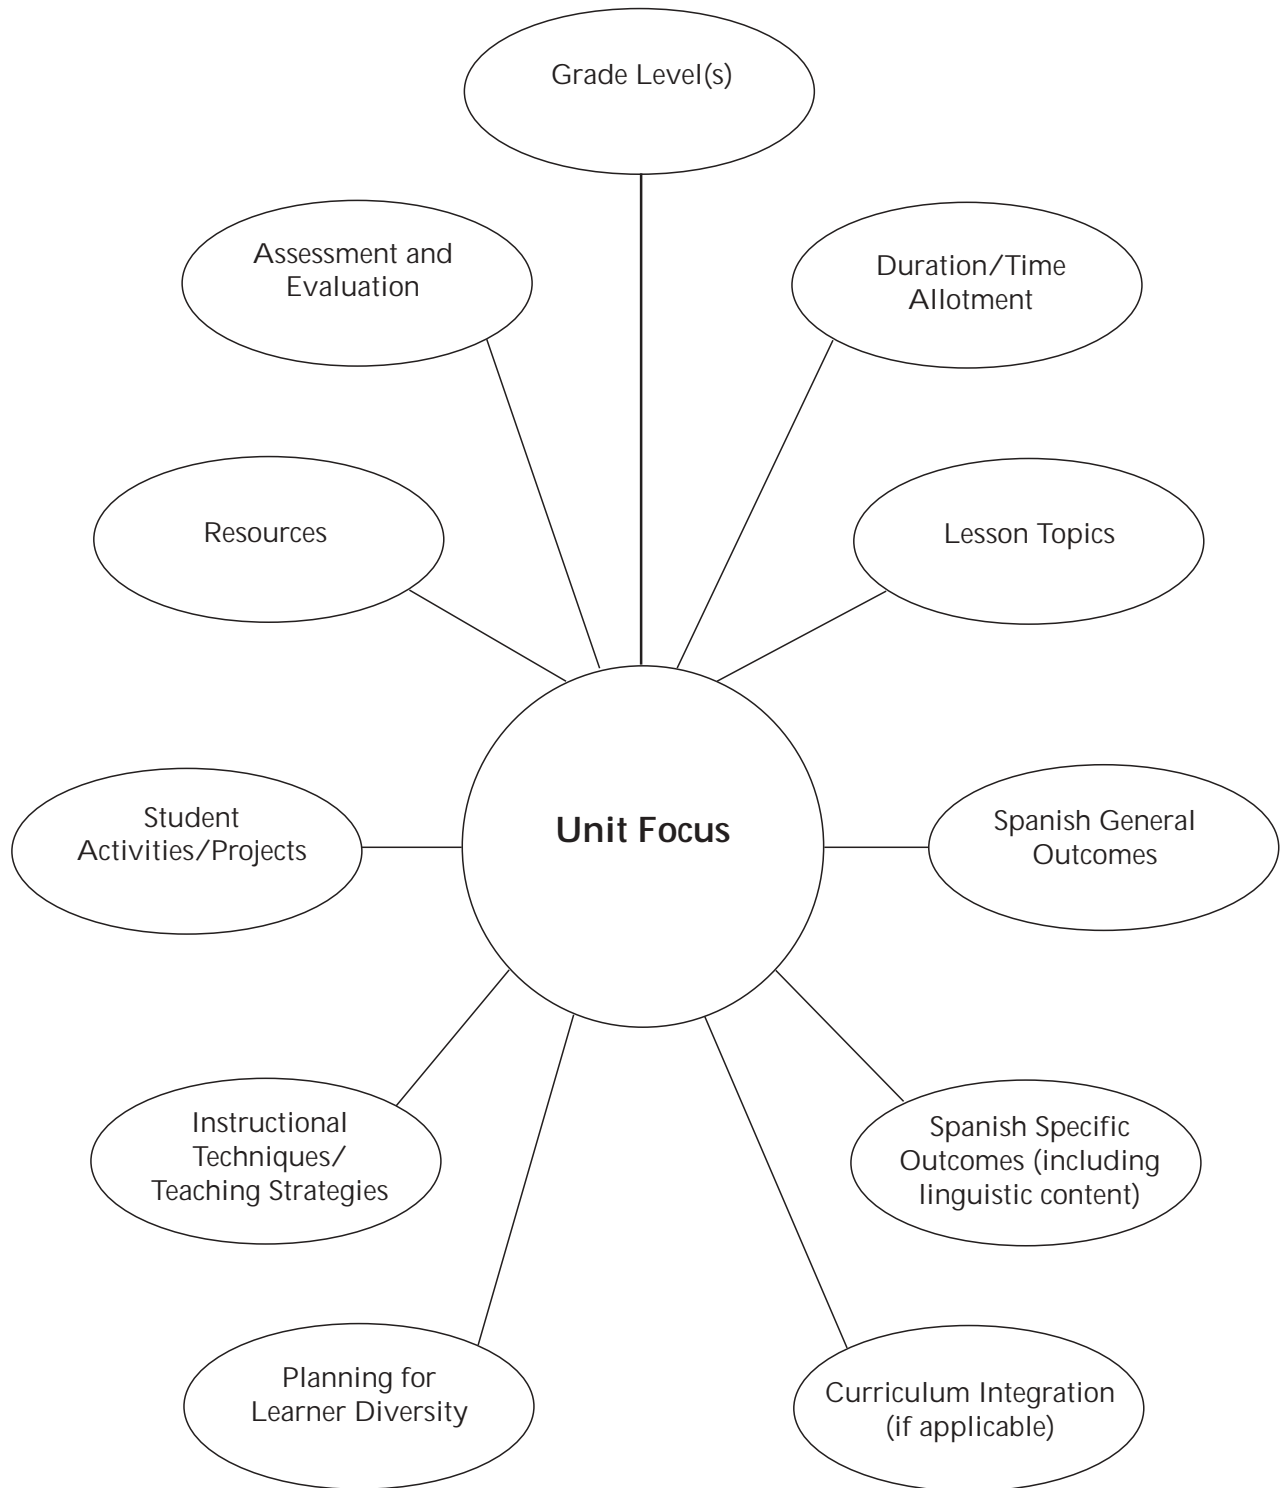 Grade Level(s)
Assessment and
Evaluation
Duration/Time
Allotment
Resources
Lesson Topics
Student
Activities/Projects
Unit Focus
Spanish General
Outcomes
Instructional
Techniques/
Teaching Strategies
Spanish Specific
Outcomes (including
linguistic content)
Planning for
Learner Diversity
Curriculum Integration
(if applicable)